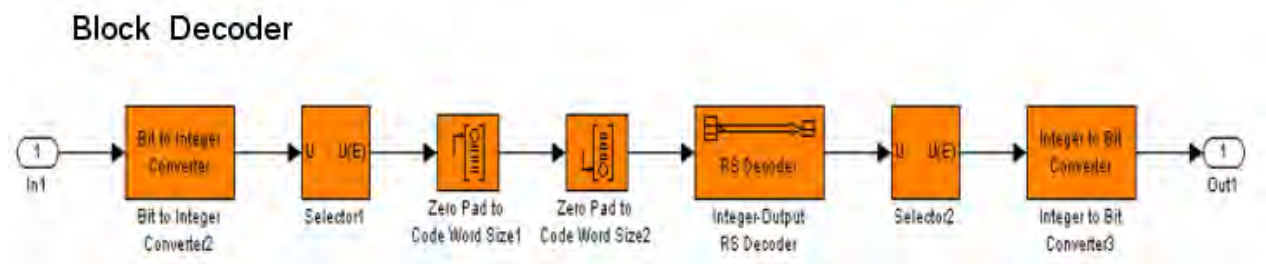 Block Decoder
1
In1
Bit to Integer
Converter
Bit to Integer
Converter2
U U(E)
Selector1
Zero Pad to
Code Word Size1
Zero Pad to
Code Word Size2
RS Decoder
Integer-Output
RS Decoder
U U(E)
Selector2
Integer to Bit
Converter
Integer to Bit
Converter3
1
Out1